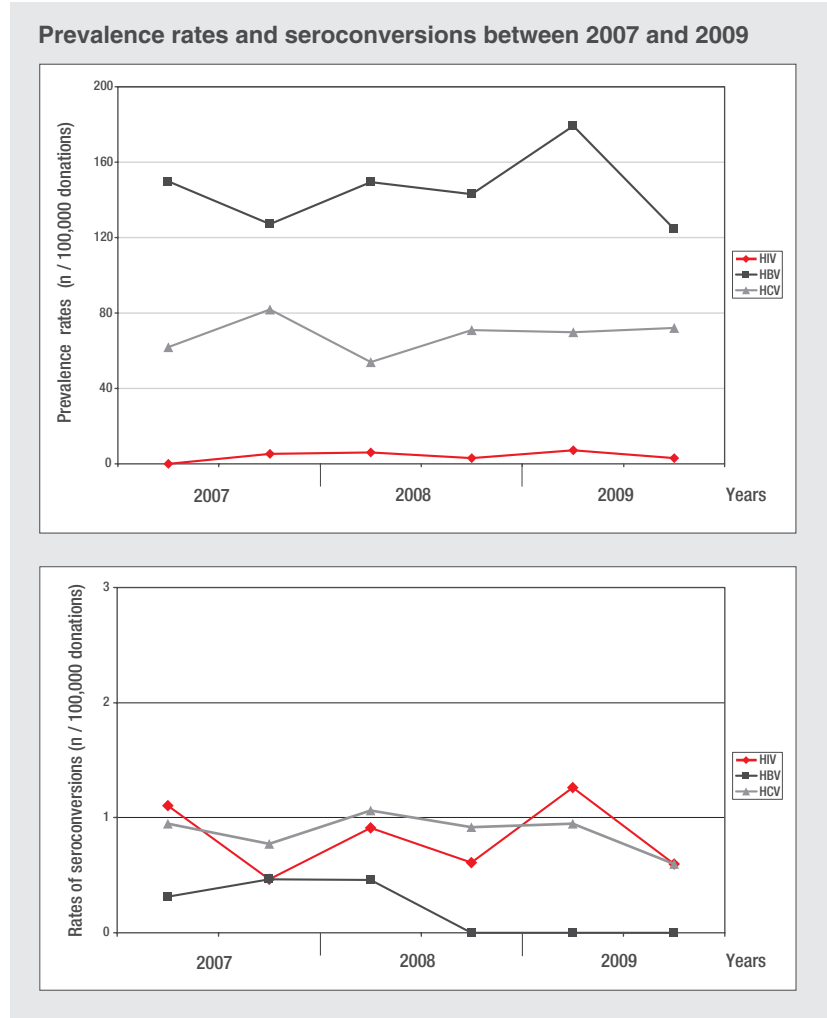 Prevalence rates and seroconversions between 2007 and 2009
Prevalence rates (n / 100,000 donations)
200
160
120
80
40
0
HIV
HBV
HCV
2007
2008
2009
Years
Rates of seroconversions (n / 100,000 donations)
3
2
1
0
HIV
HBV
HCV
2007
2008
2009
Years